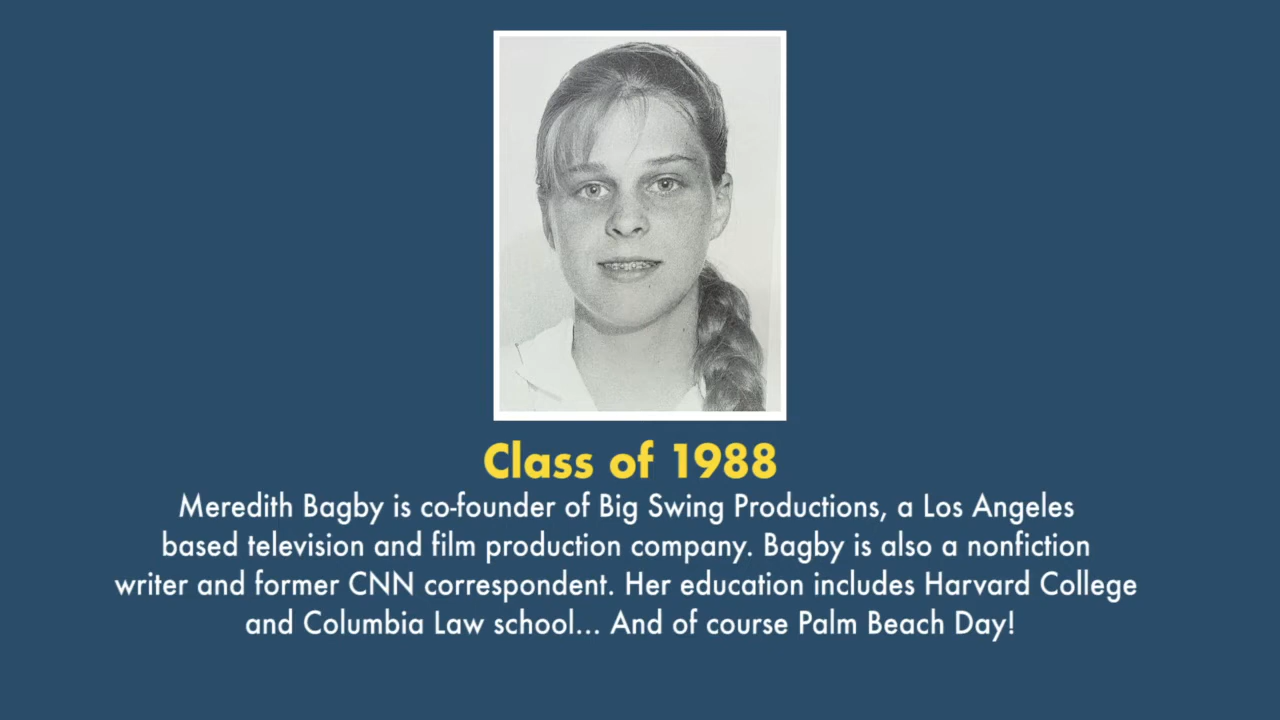 Class of 1988
Meredith Bagby is co-founder of Big Swing Productions, a Los Angeles
based television and film production company. Bagby is also a nonfiction
writer and former CNN correspondent. Her education includes Harvard College
and Columbia Law school... And of course Palm Beach Day!